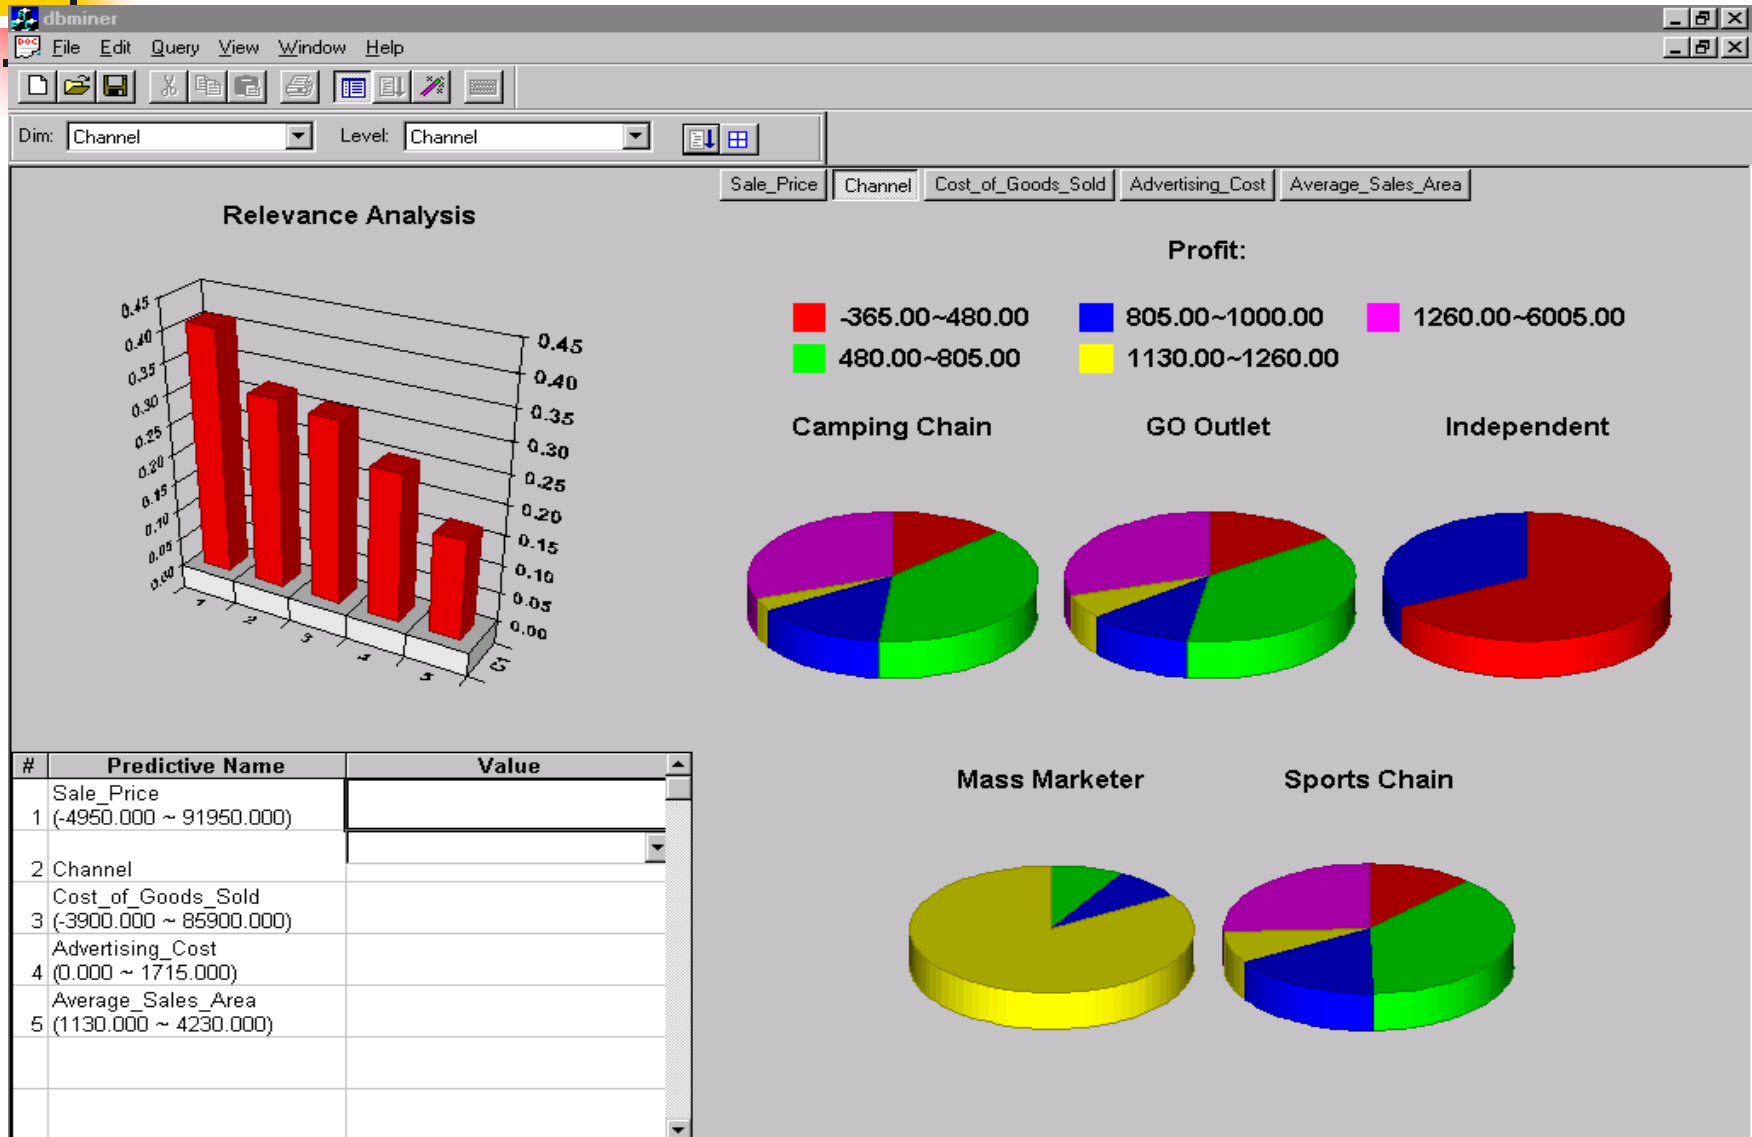 dbminer
File Edit Query View Window Help
Dim: Channel Level: Channel
Sale_Price Channel Cost_of_Goods_Sold Advertising_Cost Average_Sales_Area
Relevance Analysis
0.45
0.40
0.35
0.30
0.25
0.20
0.15
0.10
0.05
0.00
0.45
0.40
0.35
0.30
0.25
0.20
0.15
0.10
0.05
0.00
1
2
3
4
5
Profit:
-365.00~480.00 805.00~1000.00 1260.00~6005.00
480.00~805.00 1130.00~1260.00
Camping Chain GO Outlet Independent
Mass Marketer Sports Chain
# Predictive Name Value
Sale_Price
1 (-4950.000 ~ 91950.000)
2 Channel
Cost_of_Goods_Sold
3 (-3900.000 ~ 85900.000)
Advertising_Cost
4 (0.000 ~ 1715.000)
Average_Sales_Area
5 (1130.000 ~ 4230.000)